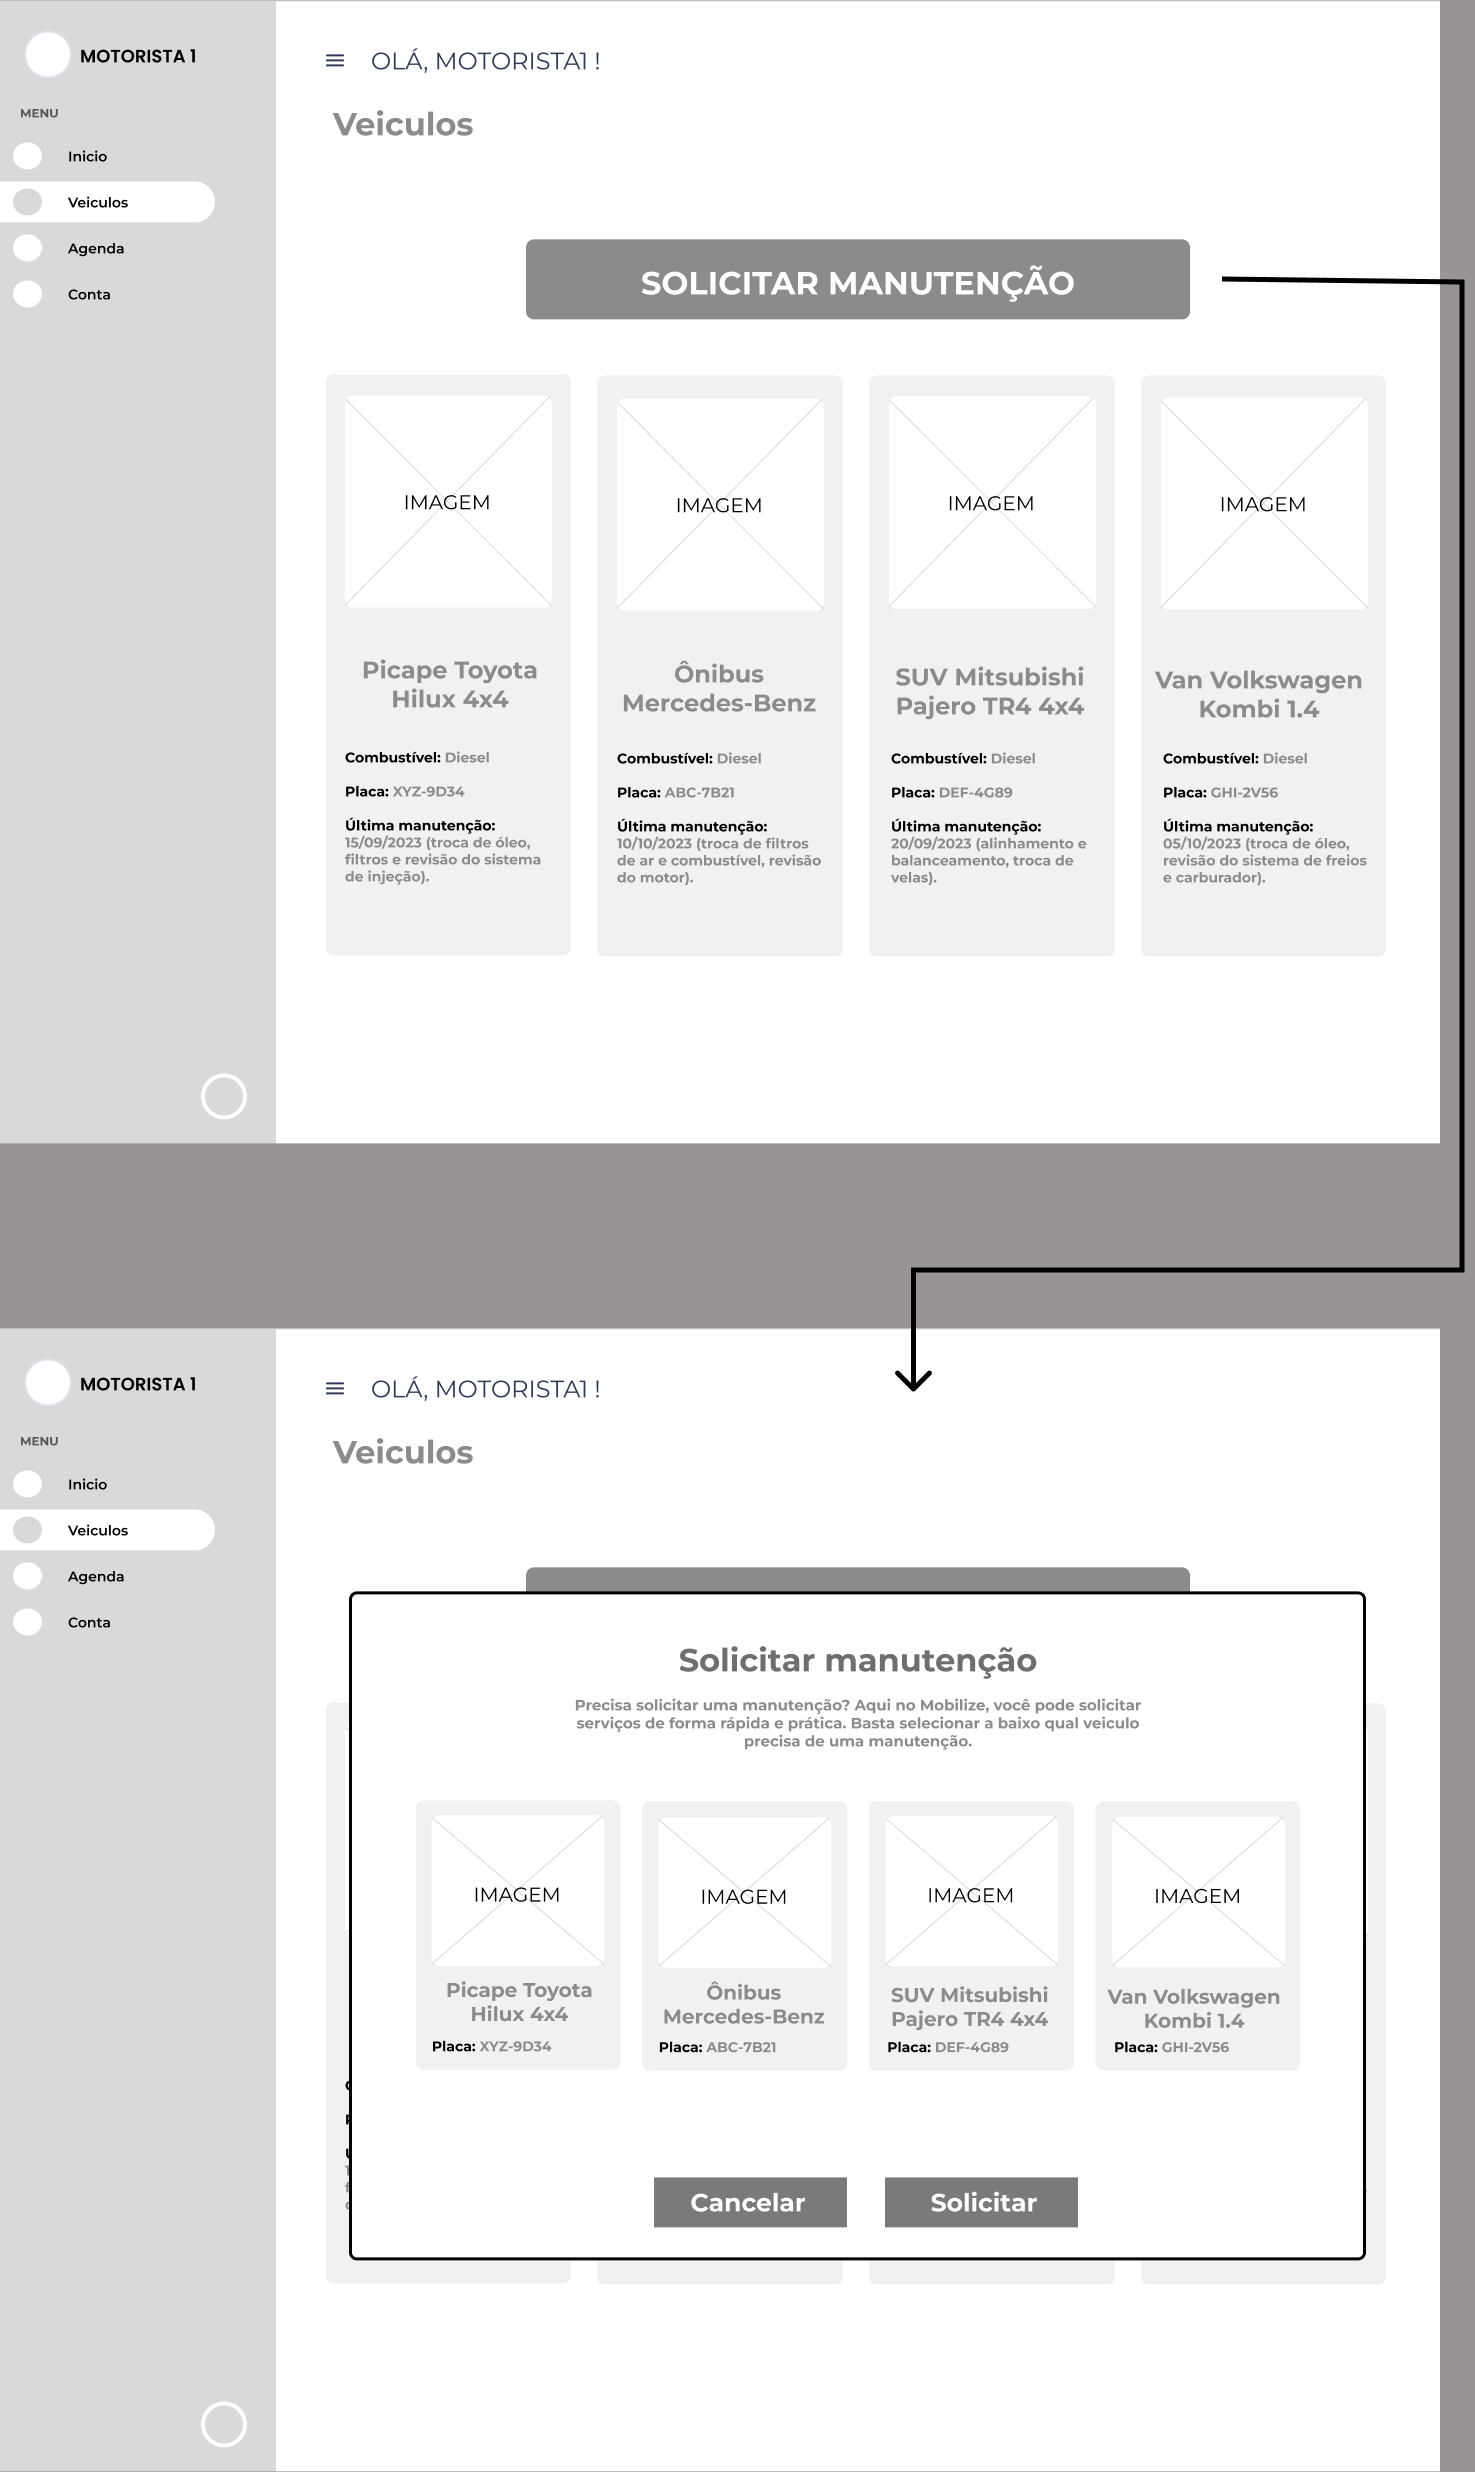 MOTORISTA 1
MENU
Inicio
Veiculos
Agenda
Conta
OLÁ, MOTORISTA1 !
Veiculos
SOLICITAR MANUTENÇÃO
IMAGEM
Picape Toyota
Hilux 4x4
Combustível: Diesel
Placa: XYZ-9D34
Última manutenção:
15/09/2023 (troca de óleo,
filtros e revisão do sistema
de injeção).
IMAGEM
Ônibus
Mercedes-Benz
Combustível: Diesel
Placa: ABC-7B21
Última manutenção:
10/10/2023 (troca de filtros
de ar e combustível, revisão
do motor).
IMAGEM
SUV Mitsubishi
Pajero TR4 4x4
Combustível: Diesel
Placa: DEF-4G89
Última manutenção:
20/09/2023 (alinhamento e
balanceamento, troca de
velas).
IMAGEM
Van Volkswagen
Kombi 1.4
Combustível: Diesel
Placa: GHI-2V56
Última manutenção:
05/10/2023 (troca de óleo,
revisão do sistema de freios
e carburador).
MOTORISTA 1
MENU
Inicio
Veiculos
Agenda
Conta
OLÁ, MOTORISTA1 !
Veiculos
Solicitar manutenção
Precisa solicitar uma manutenção? Aqui no Mobilize, você pode solicitar
serviços de forma rápida e prática. Basta selecionar a baixo qual veiculo
precisa de uma manutenção.
IMAGEM
Picape Toyota
Hilux 4x4
Placa: XYZ-9D34
IMAGEM
Ônibus
Mercedes-Benz
Placa: ABC-7B21
IMAGEM
SUV Mitsubishi
Pajero TR4 4x4
Placa: DEF-4G89
IMAGEM
Van Volkswagen
Kombi 1.4
Placa: GHI-2V56
Cancelar
Solicitar